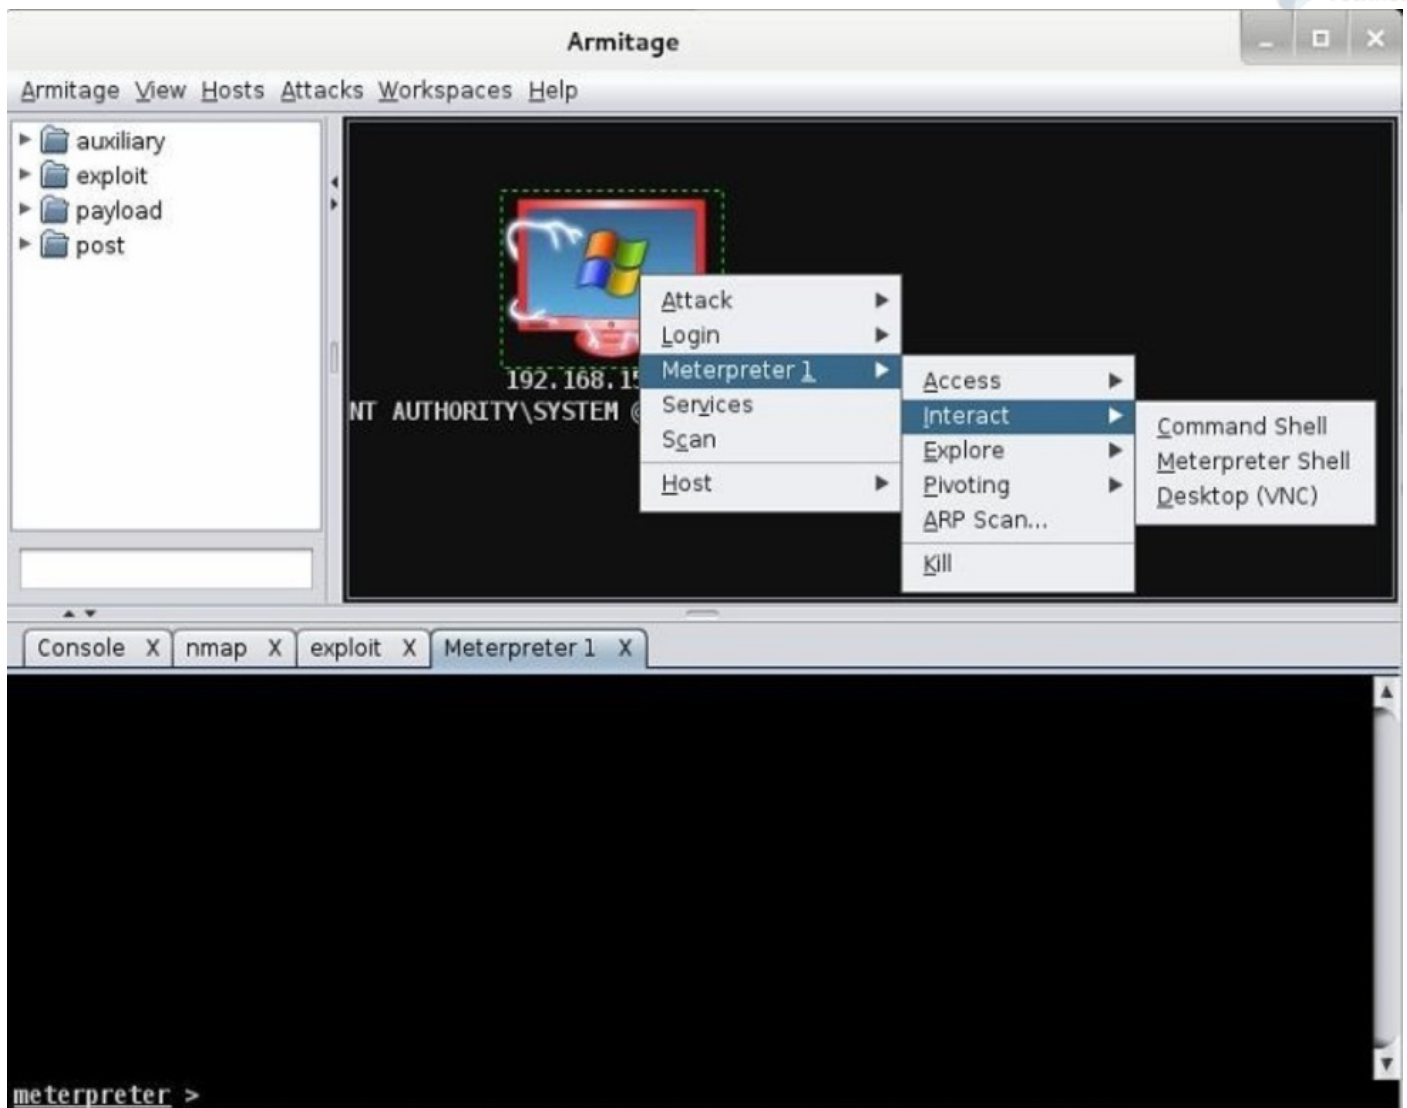 Armitage
Armitage View Hosts Attacks Workspaces Help
auxiliary
exploit
payload
post
192.168.15
NT AUTHORITY\SYSTEM @
Attack
Login
Meterpreter 1
Services
Scan
Host
Access
Interact
Explore
Pivoting
ARP Scan...
Kill
Command Shell
Meterpreter Shell
Desktop (VNC)
Console X nmap X exploit X Meterpreter 1 X
meterpreter >